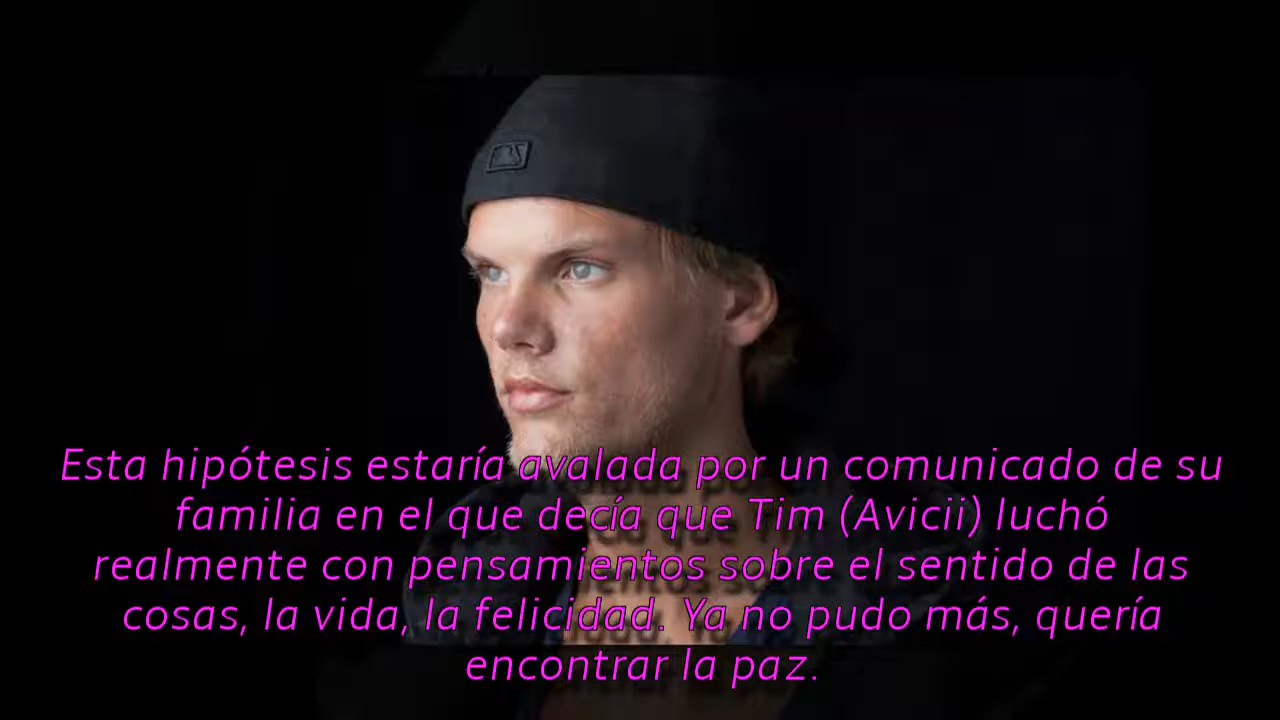 Esta hipótesis estaría avalada por un comunicado de su
familia en el que decía que Tim (Avicii) luchó
realmente con pensamientos sobre el sentido de las
cosas, la vida, la felicidad. Ya no pudo más, quería
encontrar la paz.